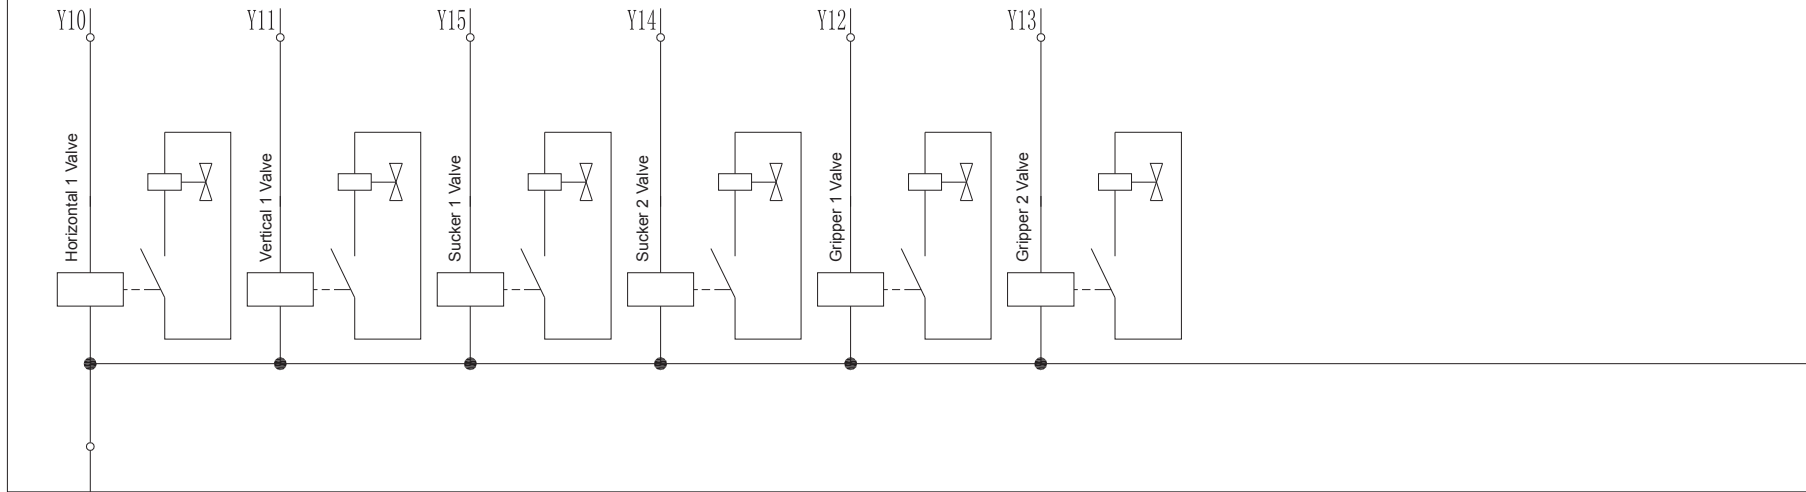 Y10
Y11
Y15
Y14
Y12
Y13
Horizontal 1 Valve
Vertical 1 Valve
Sucker 1 Valve
Sucker 2 Valve
Gripper 1 Valve
Gripper 2 Valve